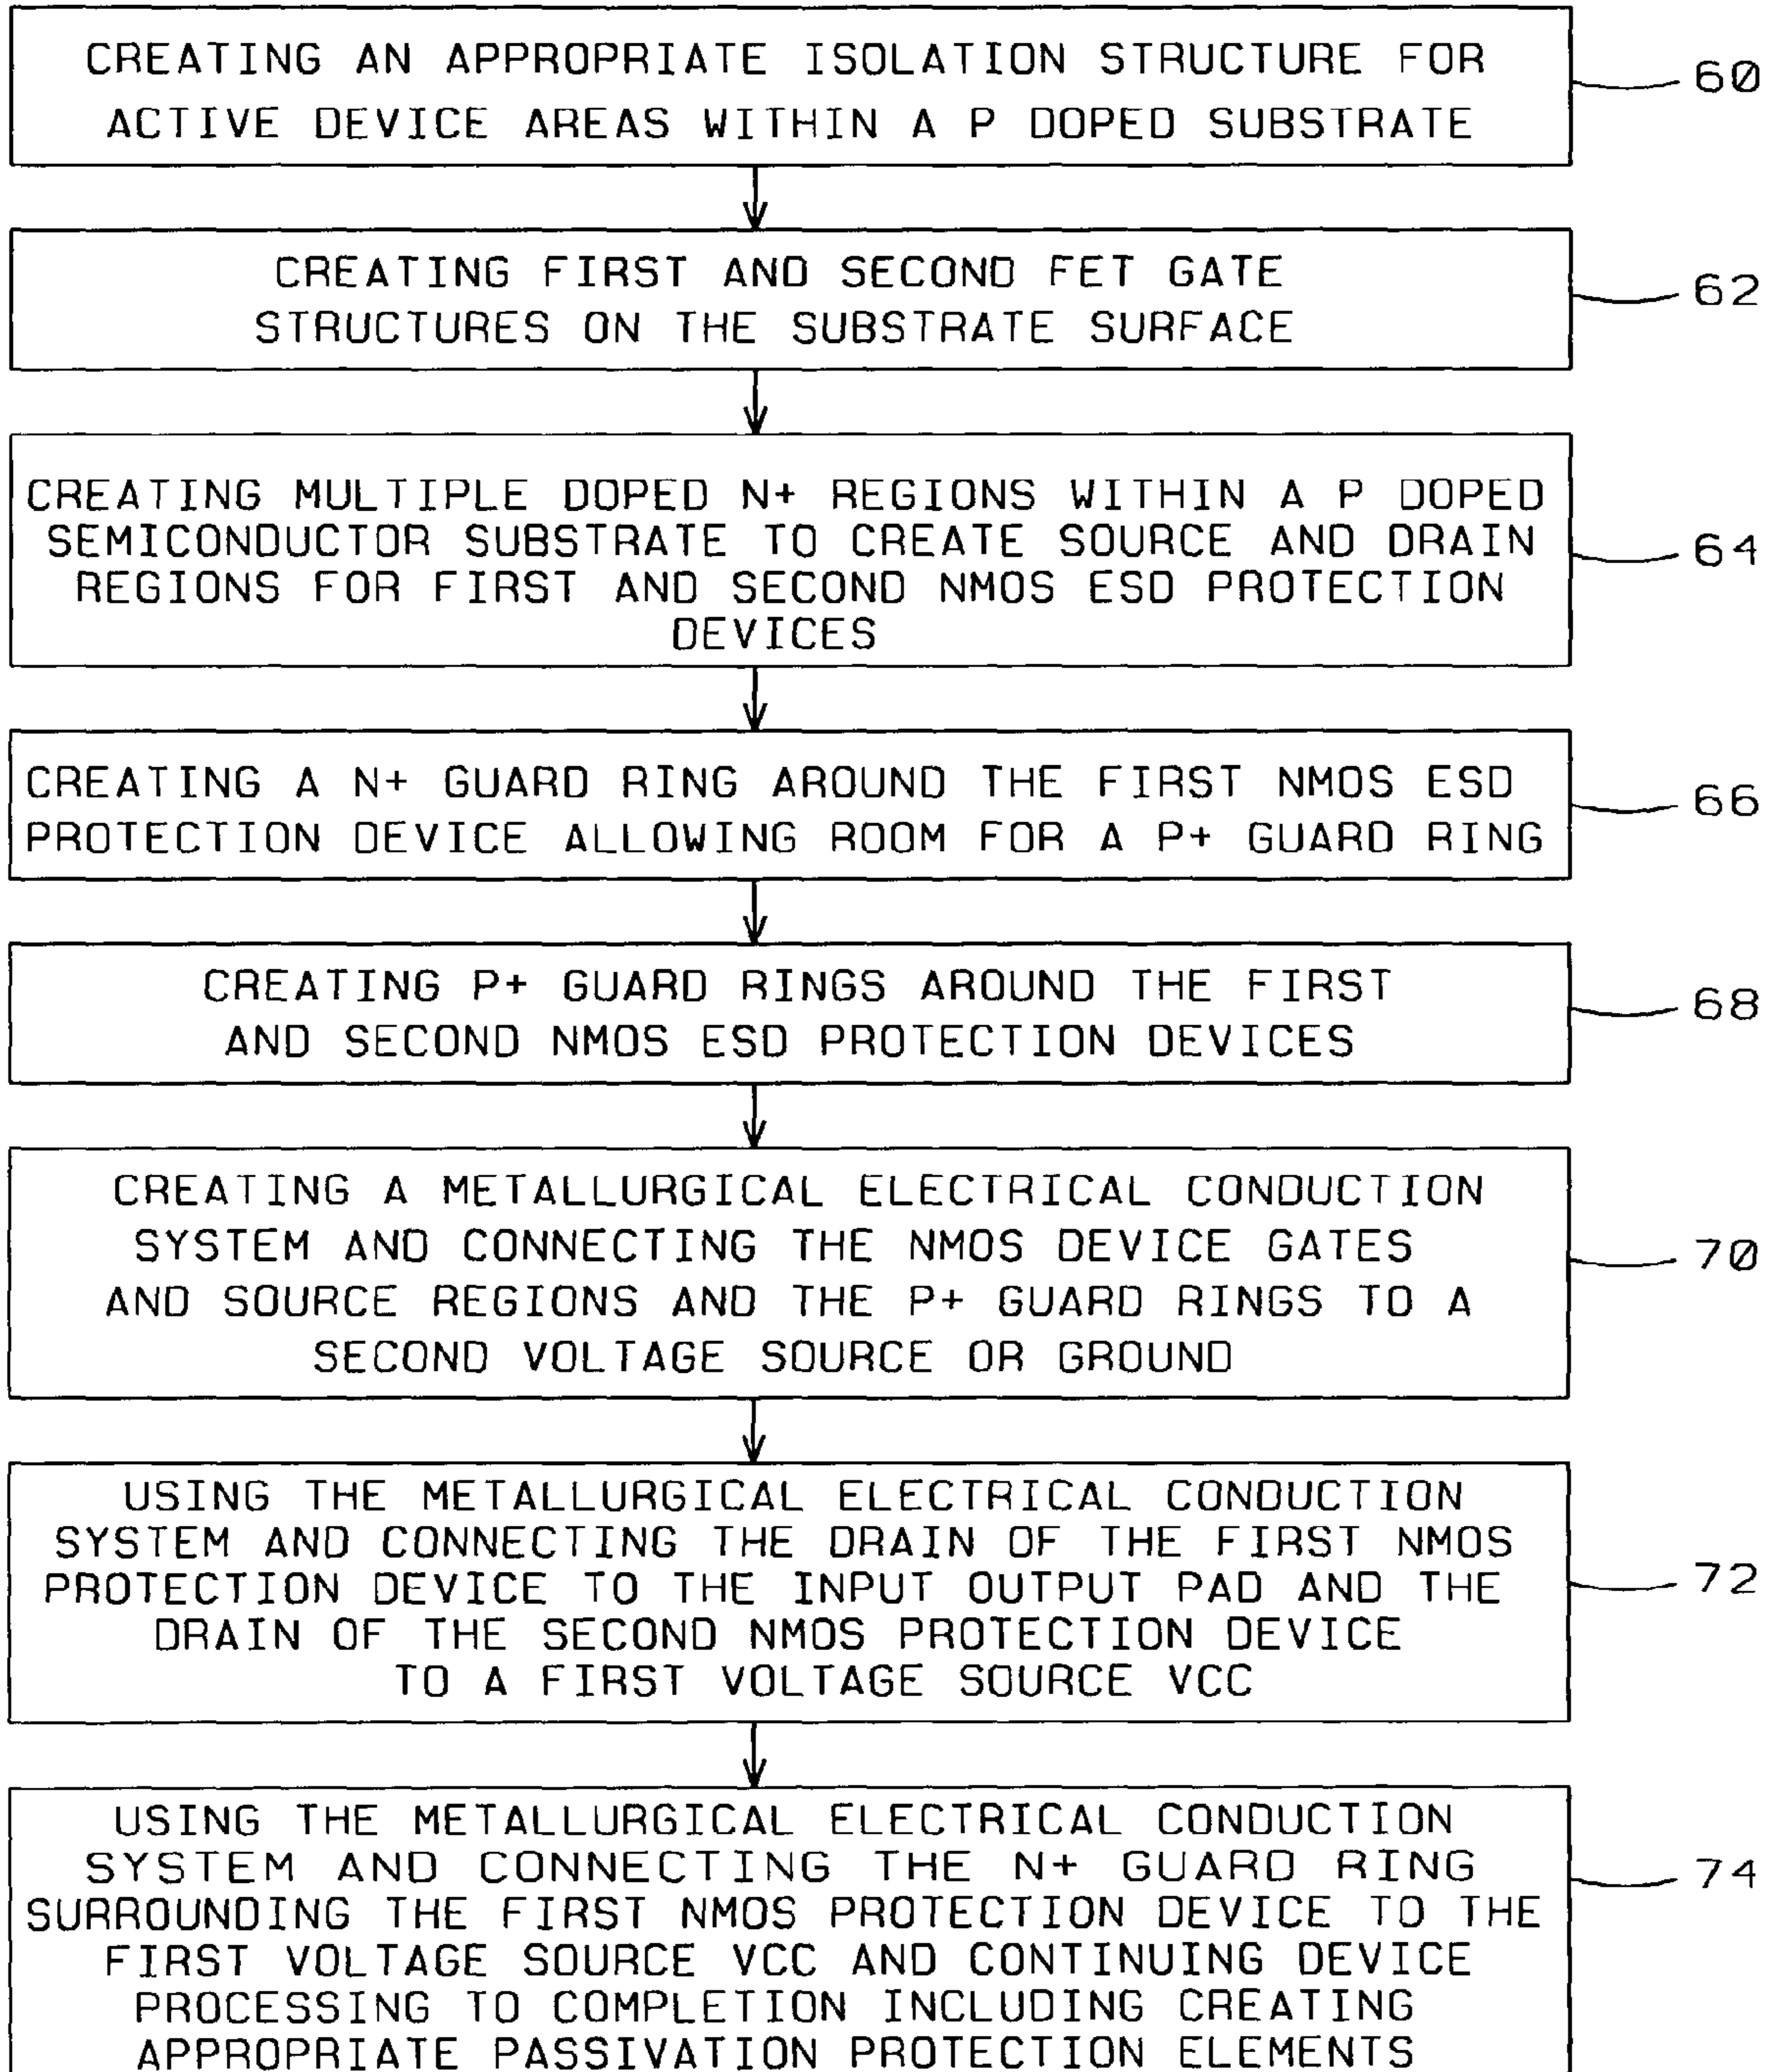 CREATING AN APPROPRIATE ISOLATION STRUCTURE FOR
ACTIVE DEVICE AREAS WITHIN A P DOPED SUBSTRATE
60
CREATING FIRST AND SECOND FET GATE
STRUCTURES ON THE SUBSTRATE SURFACE
62
CREATING MULTIPLE DOPED N+ REGIONS WITHIN A P DOPED
SEMICONDUCTOR SUBSTRATE TO CREATE SOURCE AND DRAIN
REGIONS FOR FIRST AND SECOND NMOS ESD PROTECTION
DEVICES
64
CREATING A N+ GUARD RING AROUND THE FIRST NMOS ESD
PROTECTION DEVICE ALLOWING ROOM FOR A P+ GUARD RING
66
CREATING P+ GUARD RINGS AROUND THE FIRST
AND SECOND NMOS ESD PROTECTION DEVICES
68
CREATING A METALLURGICAL ELECTRICAL CONDUCTION
SYSTEM AND CONNECTING THE NMOS DEVICE GATES
AND SOURCE REGIONS AND THE P+ GUARD RINGS TO A
SECOND VOLTAGE SOURCE OR GROUND
70
USING THE METALLURGICAL ELECTRICAL CONDUCTION
SYSTEM AND CONNECTING THE DRAIN OF THE FIRST NMOS
PROTECTION DEVICE TO THE INPUT OUTPUT PAD AND THE
DRAIN OF THE SECOND NMOS PROTECTION DEVICE
TO A FIRST VOLTAGE SOURCE VCC
72
USING THE METALLURGICAL ELECTRICAL CONDUCTION
SYSTEM AND CONNECTING THE N+ GUARD RING
SURROUNDING THE FIRST NMOS PROTECTION DEVICE TO THE
FIRST VOLTAGE SOURCE VCC AND CONTINUING DEVICE
PROCESSING TO COMPLETION INCLUDING CREATING
APPROPRIATE PASSIVATION PROTECTION ELEMENTS
74